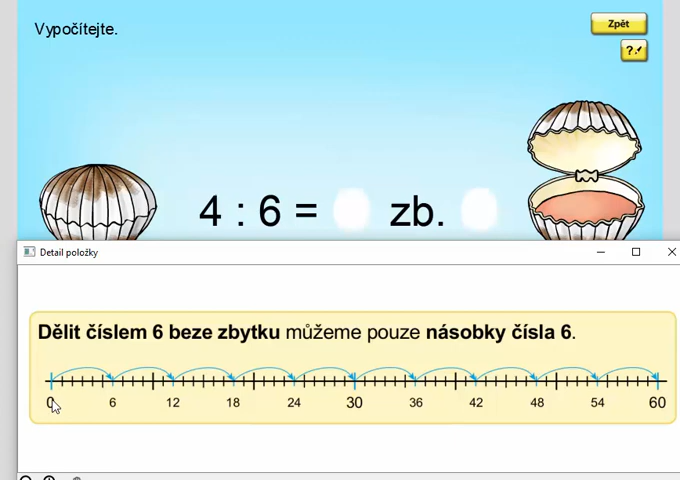 Vypočítejte.
Zpět
?
4 : 6 = zb.
Detail položky
Dělit číslem 6 beze zbytku můžeme pouze násobky čísla 6.
0 6 12 18 24 30 36 42 48 54 60